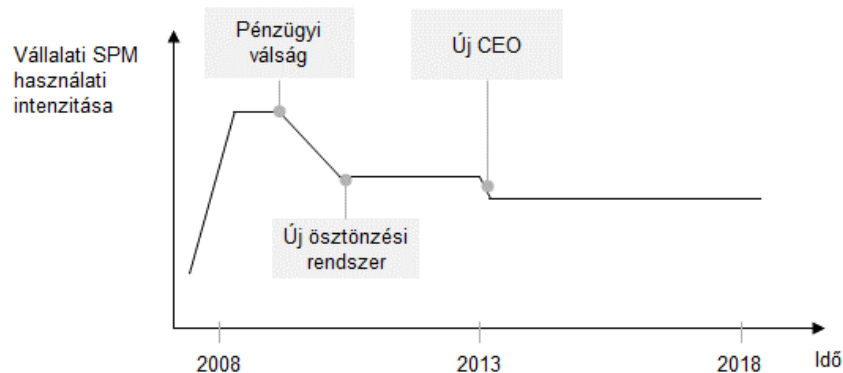 Vállalati SPM
használati
intenzitása
Pénzügyi
válság
Új CEO
Új ösztönzési
rendszer
2008
2013
2018
Idő